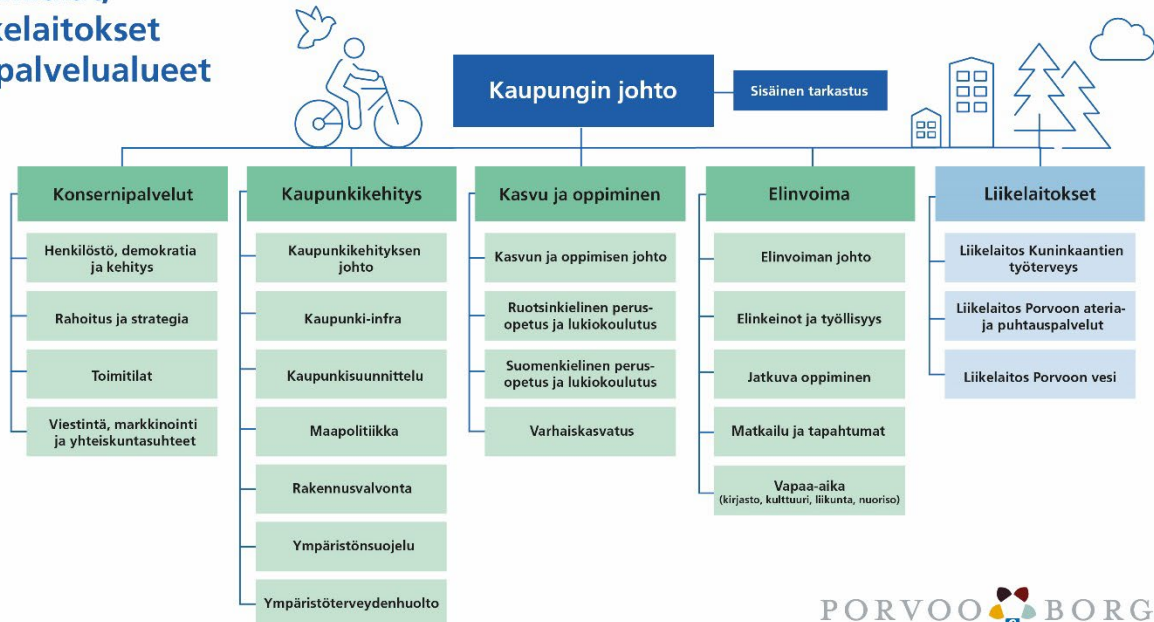 kelaitokset
palvelualueet
Kaupungin johto
Sisäinen tarkastus
Konsernipalvelut
Henkilöstö, demokratia
ja kehitys
Rahoitus ja strategia
Toimitilat
Viestintä, markkinointi
ja yhteiskuntasuhteet
Kaupunkikehitys
Kaupunkikehityksen
johto
Kaupunki-infra
Kaupunkisuunnittelu
Maapolitiikka
Rakennusvalvonta
Ympäristönsuojelu
Ympäristöterveydenhuolto
Kasvu ja oppiminen
Kasvun ja oppimisen johto
Ruotsinkielinen perus-
opetus ja lukiokoulutus
Suomenkielinen perus-
opetus ja lukiokoulutus
Varhaiskasvatus
Elinvoima
Elinvoiman johto
Elinkeinot ja työllisyys
Jatkuva oppiminen
Matkailu ja tapahtumat
Vapaa-aika
(kirjasto, kulttuuri, liikunta, nuoriso)
Liikelaitokset
Liikelaitos Kuninkaantien
työterveys
Liikelaitos Porvoon ateria-
ja puhtauspalvelut
Liikelaitos Porvoon vesi
PORVOO BORG